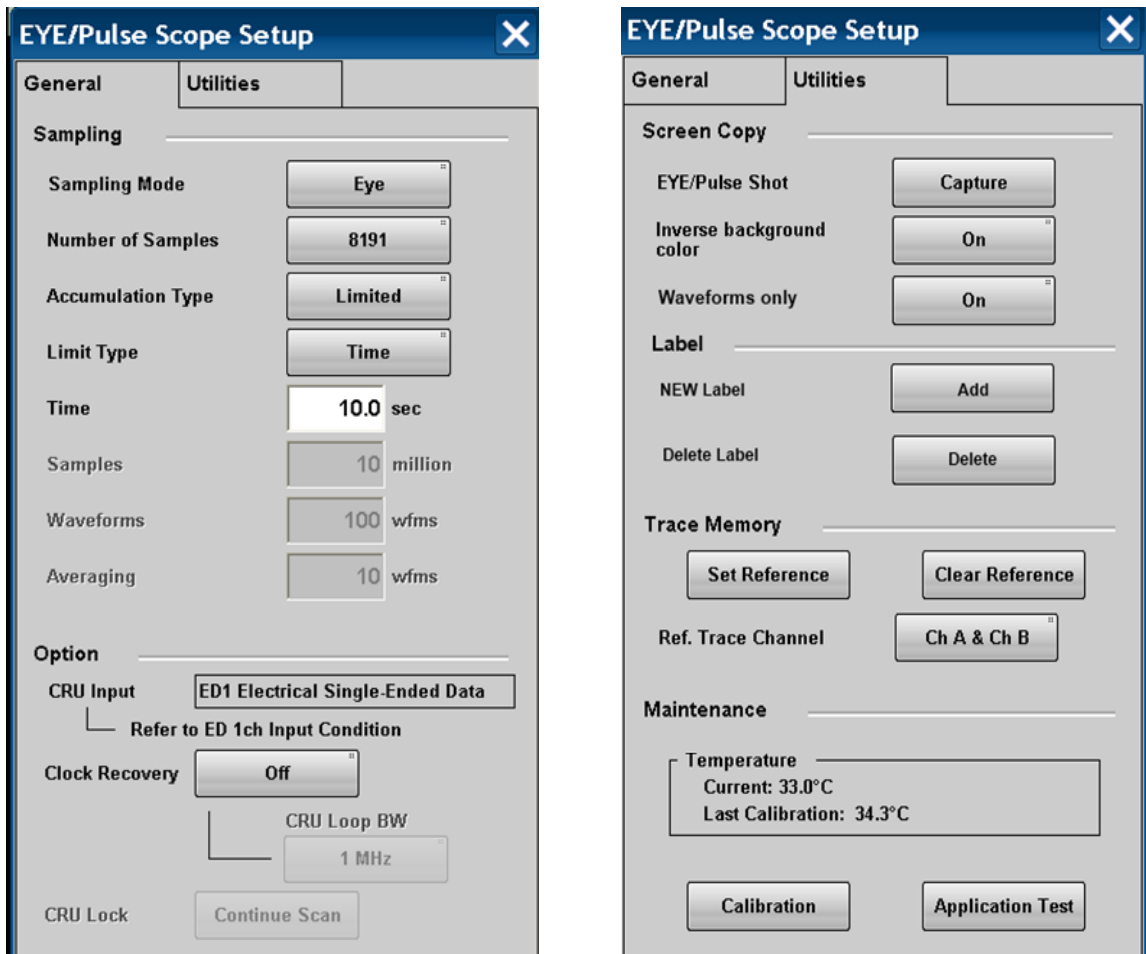 EYE/Pulse Scope Setup
General Utilities
Sampling
Sampling Mode Eye
Number of Samples 8191
Accumulation Type Limited
Limit Type Time
Time 10.0 sec
Samples 10 million
Waveforms 100 wfms
Averaging 10 wfms
Option
CRU Input ED1 Electrical Single-Ended Data
Refer to ED 1ch Input Condition
Clock Recovery Off
CRU Loop BW
1 MHz
CRU Lock Continue Scan
EYE/Pulse Scope Setup
General Utilities
Screen Copy
EYE/Pulse Shot Capture
Inverse background
color On
Waveforms only On
Label
NEW Label Add
Delete Label Delete
Trace Memory
Set Reference Clear Reference
Ref. Trace Channel Ch A & Ch B
Maintenance
Temperature
Current: 33.0°C
Last Calibration: 34.3°C
Calibration Application Test